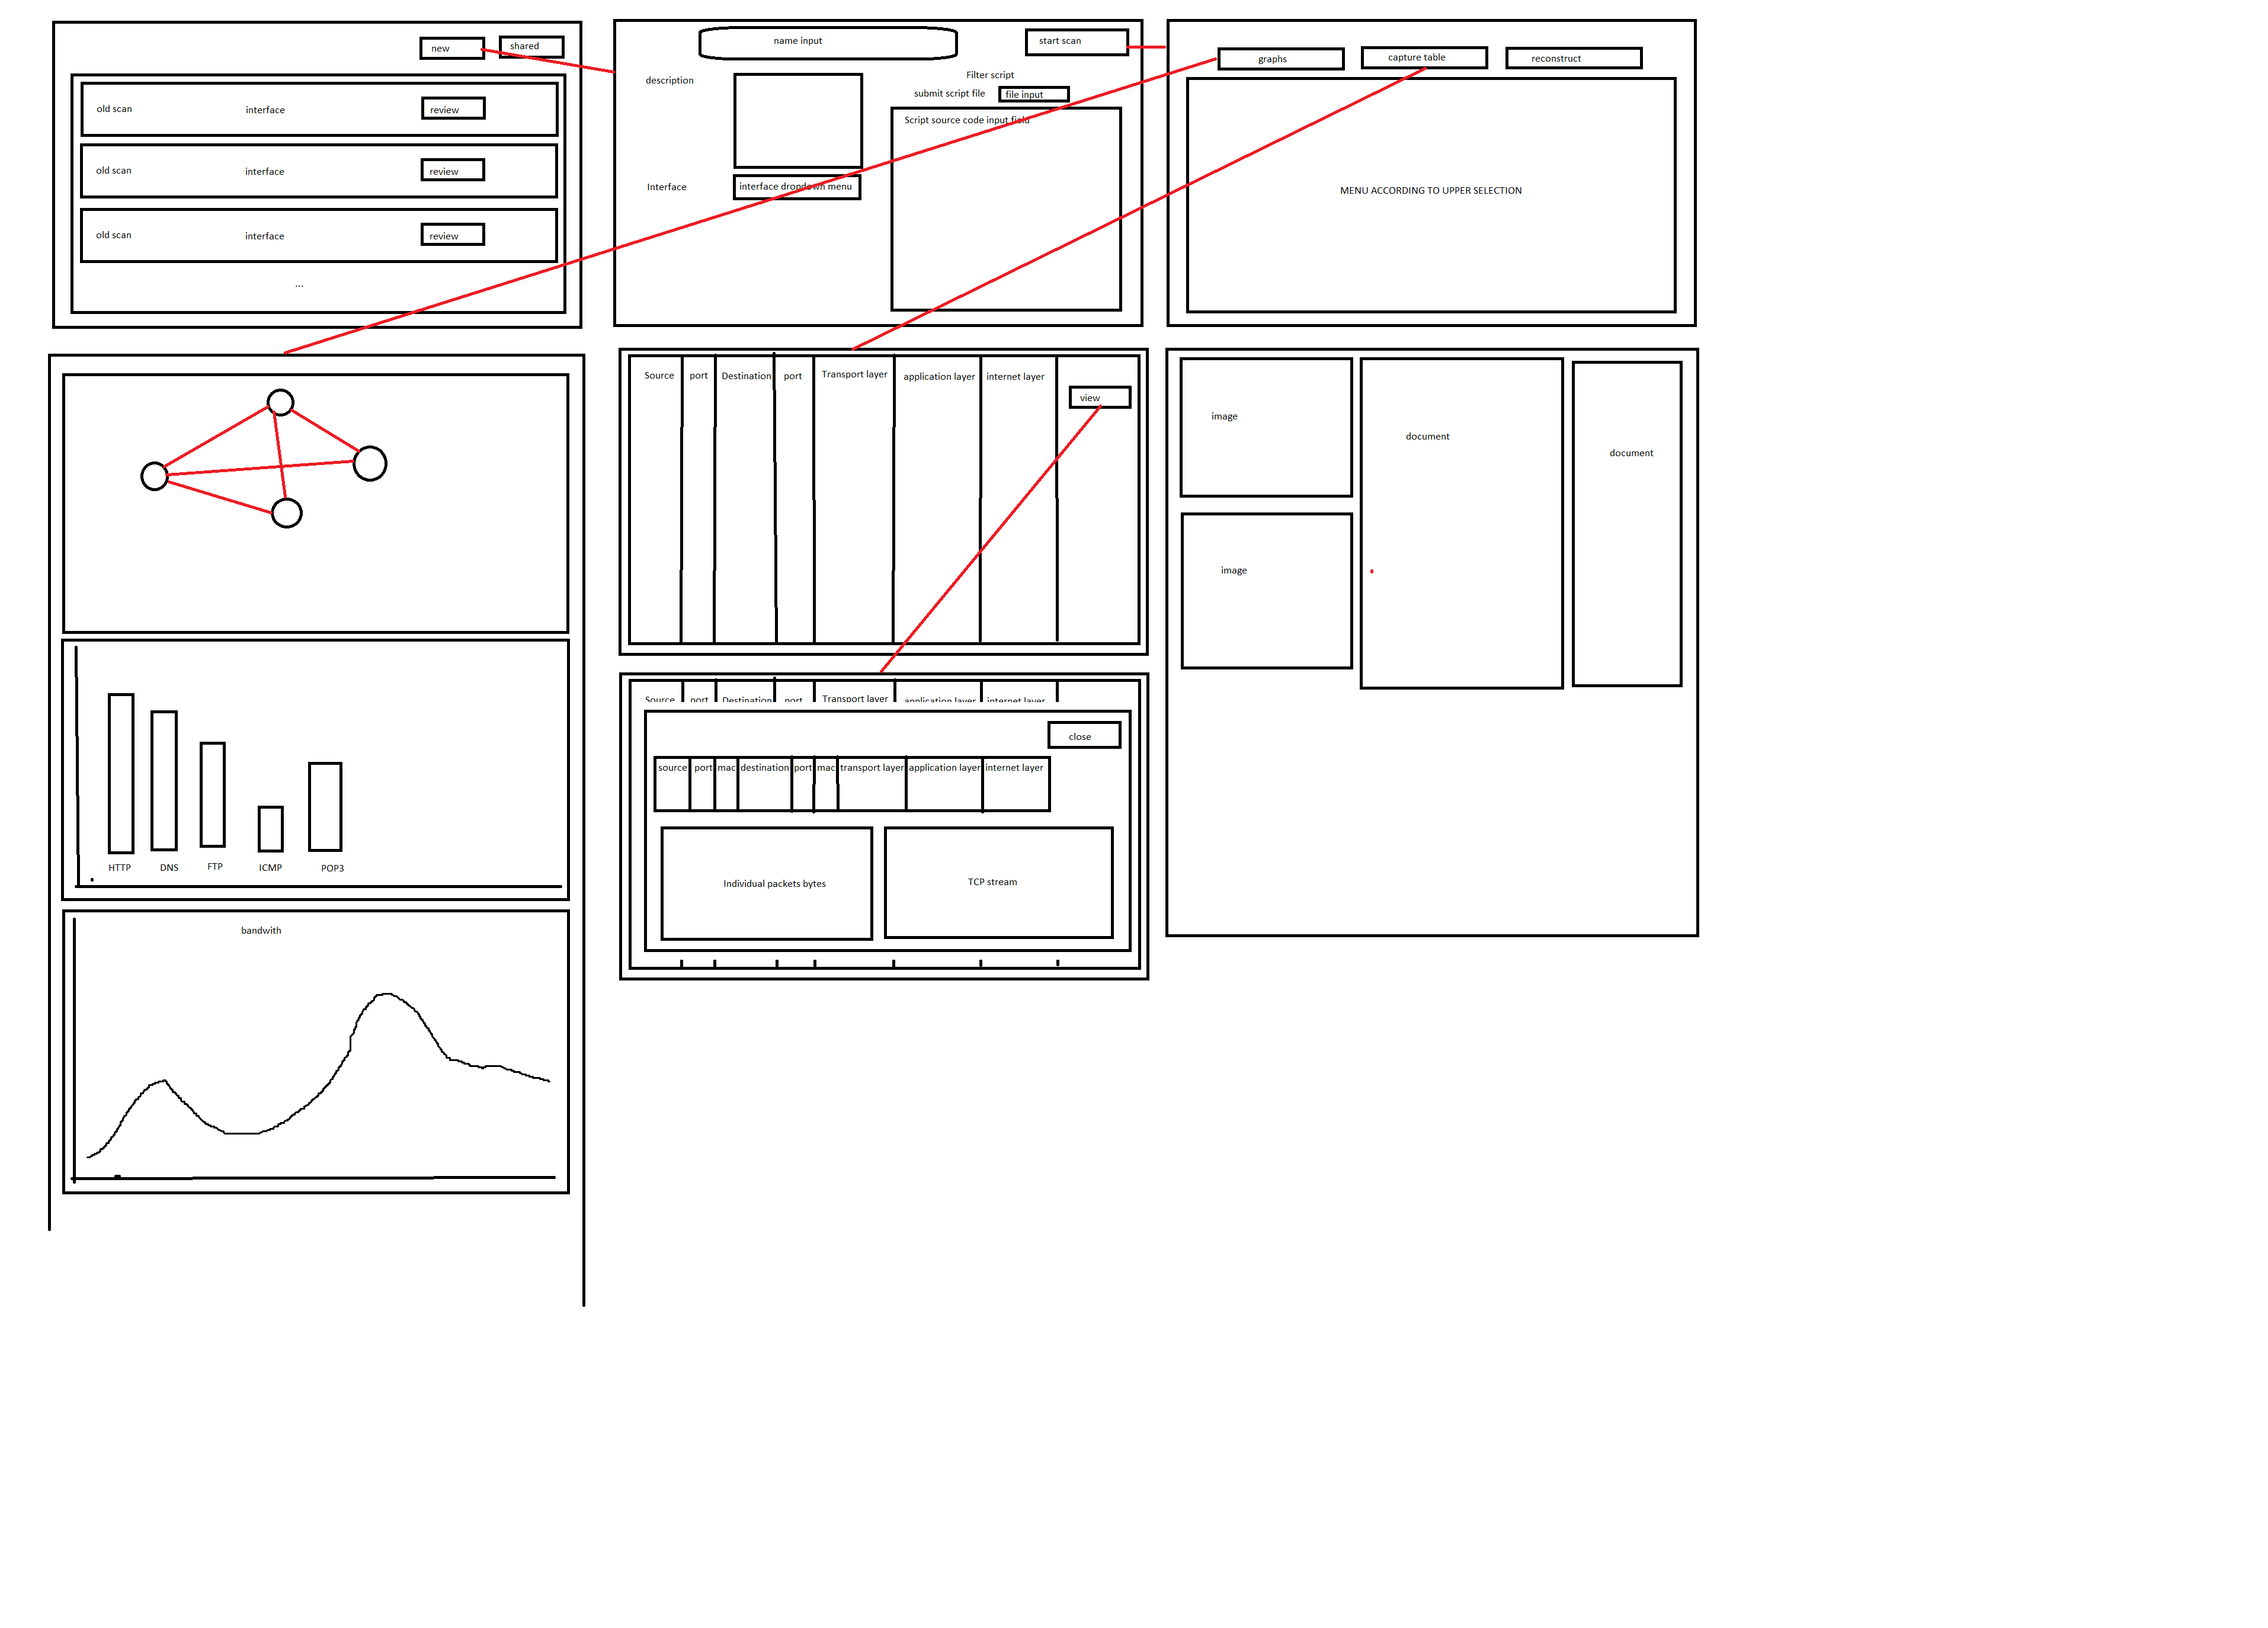 new
shared
old scan
interface
review
old scan
interface
review
old scan
interface
review
...
name input
start scan
description
Filter script
submit script file
file input
Script source code input field
Interface
interface dropdown menu
graphs
capture table
reconstruct
MENU ACCORDING TO UPPER SELECTION
HTTP
DNS
FTP
ICMP
POP3
bandwith
Source
port
Destination
port
Transport layer
application layer
internet layer
view
Source
port
Destination
port
Transport layer
application layer
internet layer
close
source
port
mac
destination
port
mac
transport layer
application layer
internet layer
Individual packets bytes
TCP stream
image
document
document
image